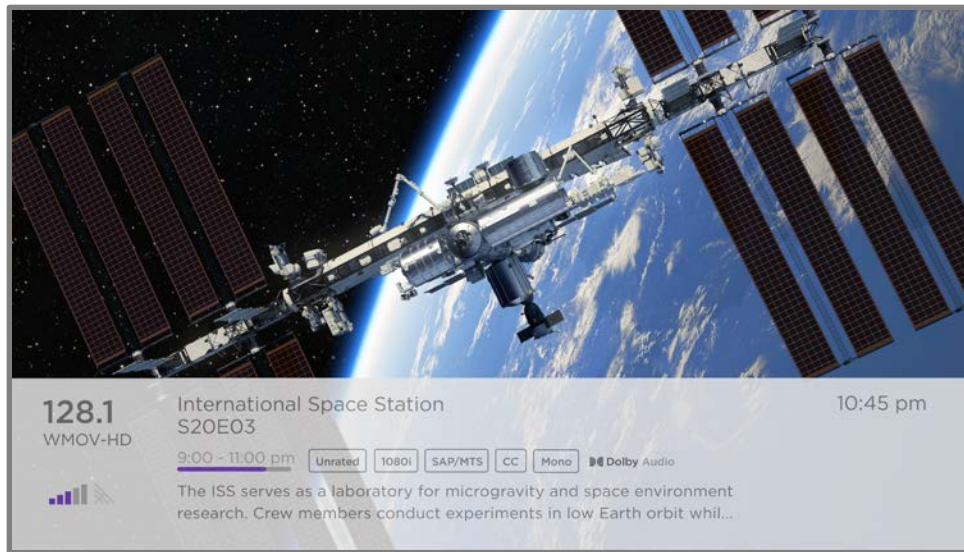 128.1
WMOV-HD
International Space Station
S20E03
10:45 pm
9:00 - 11:00 pm Unrated 1080i SAP/MTS CC Mono Dolby Audio
The ISS serves as a laboratory for microgravity and space environment
research. Crew members conduct experiments in low Earth orbit whil...